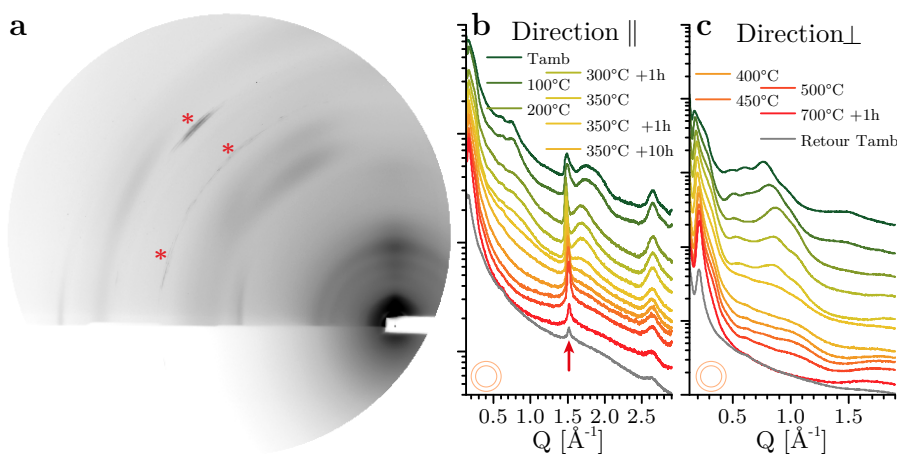 a
*
*
*
b
Direction ||
Tamb
100°C
200°C
300°C +1h
350°C
350°C +1h
350°C +10h
0.5 1.0 1.5 2.0 2.5
Q [Å⁻¹]
c
Direction⊥
400°C
450°C
500°C
700°C +1h
Retour Tamb
0.5 1.0 1.5
Q [Å⁻¹]